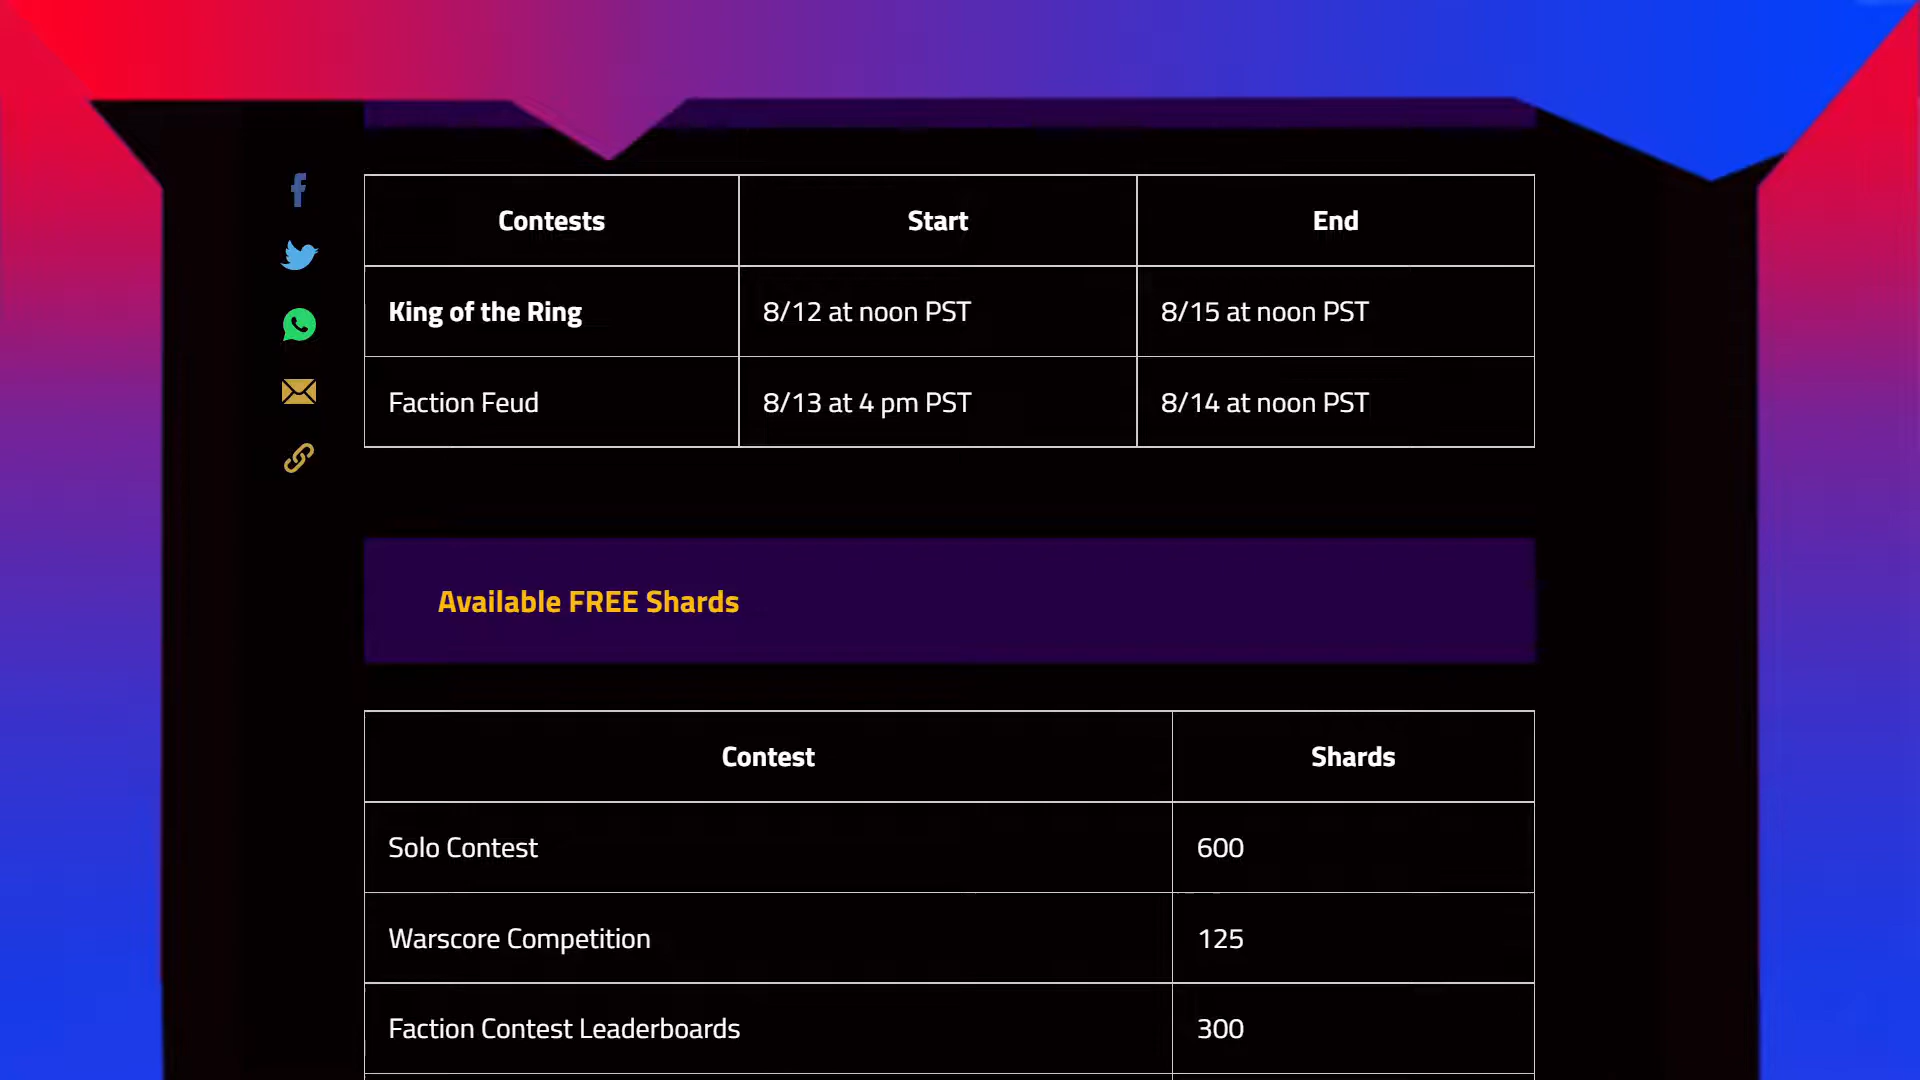 Contests Start End
King of the Ring 8/12 at noon PST 8/15 at noon PST
Faction Feud 8/13 at 4 pm PST 8/14 at noon PST
Available FREE Shards
Contest Shards
Solo Contest 600
Warscore Competition 125
Faction Contest Leaderboards 300